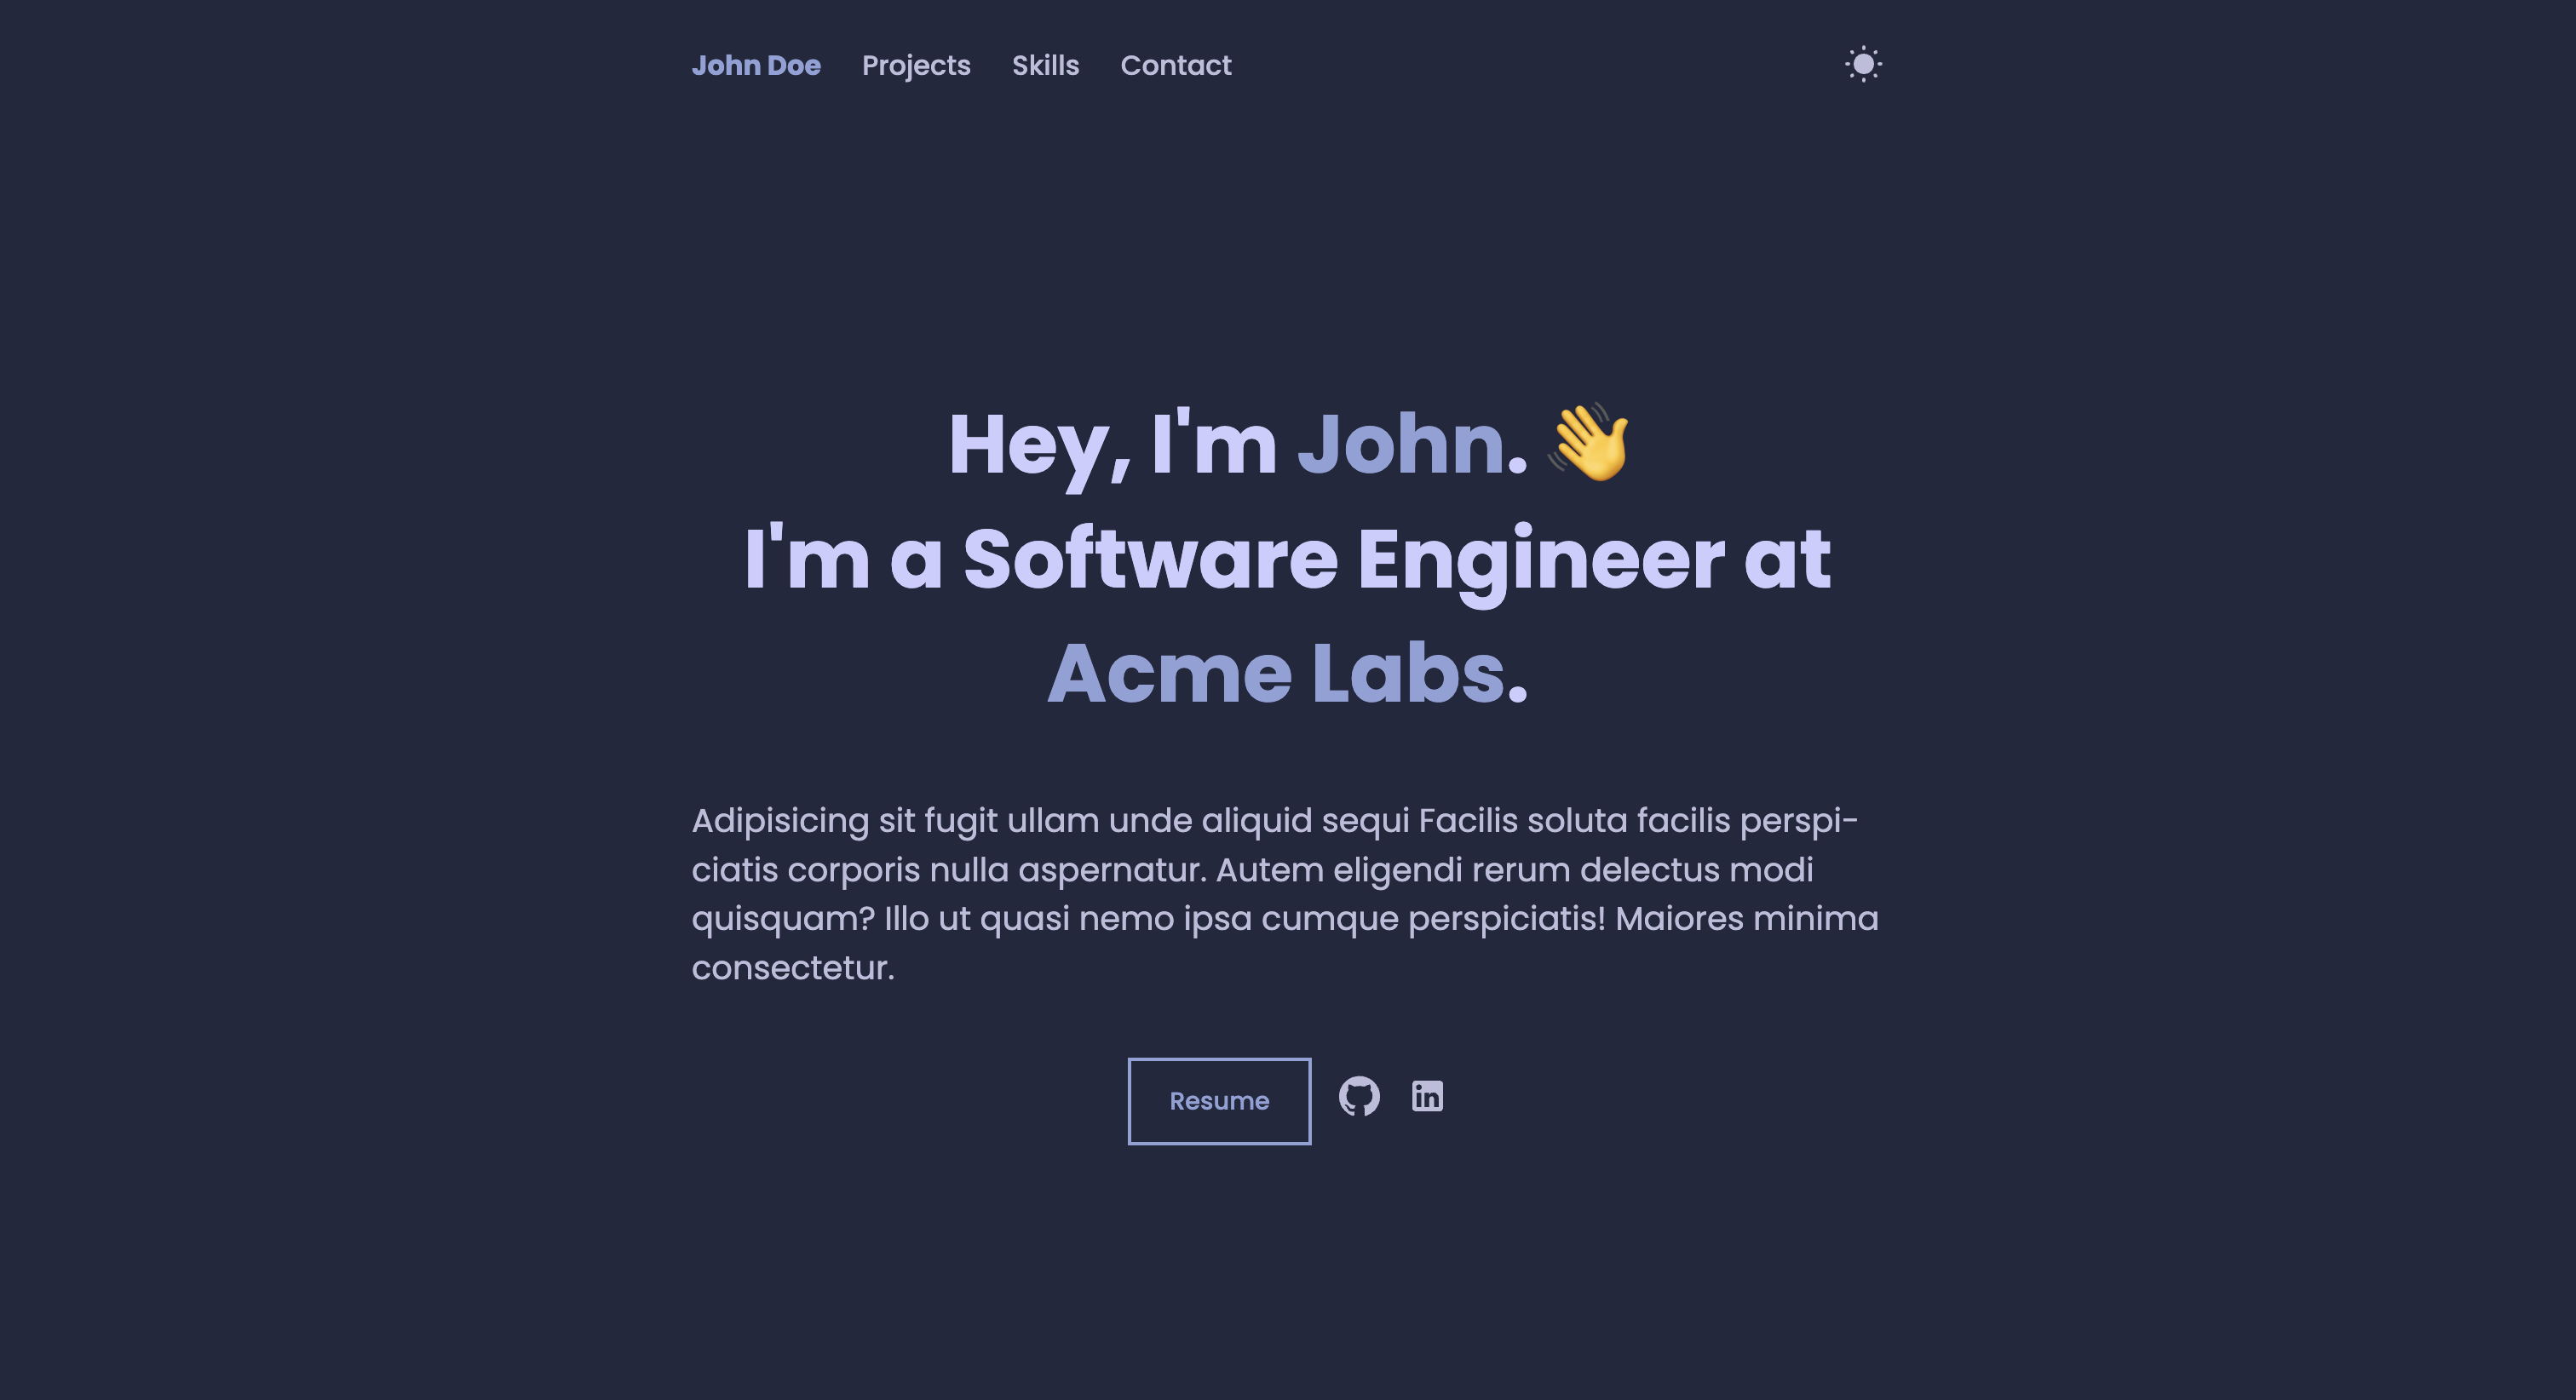 John Doe Projects Skills Contact
Hey, I'm John. 👋
I'm a Software Engineer at
Acme Labs.
Adipisicing sit fugit ullam unde aliquid sequi Facilis soluta facilis perspi-
ciatis corporis nulla aspernatur. Autem eligendi rerum delectus modi
quisquam? Illo ut quasi nemo ipsa cumque perspiciatis! Maiores minima
consectetur.
Resume